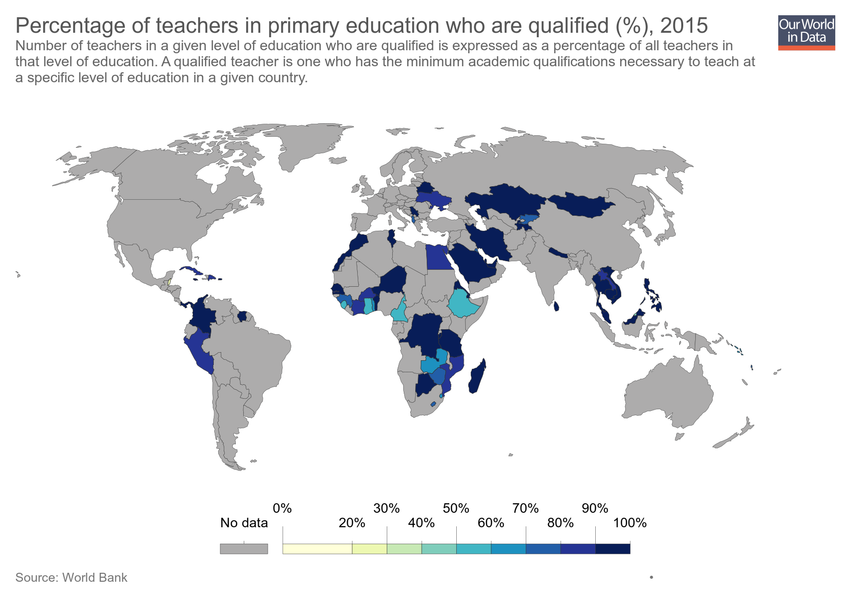 Percentage of teachers in primary education who are qualified (%), 2015
Our World
in Data
Number of teachers in a given level of education who are qualified is expressed as a percentage of all teachers in
that level of education. A qualified teacher is one who has the minimum academic qualifications necessary to teach at
a specific level of education in a given country.
0% 30% 50% 70% 90%
No data 20% 40% 60% 80% 100%
Source: World Bank